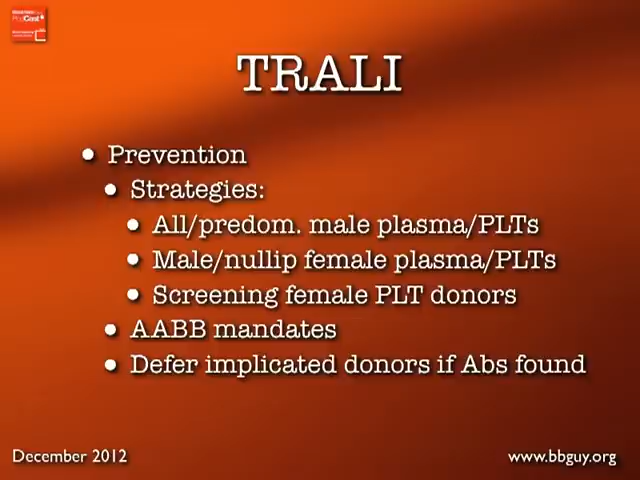 TRALI
• Prevention
• Strategies:
• All/predom. male plasma/PLTs
• Male/nullip female plasma/PLTs
• Screening female PLT donors
• AABB mandates
• Defer implicated donors if Abs found
December 2012
www.bbguy.org